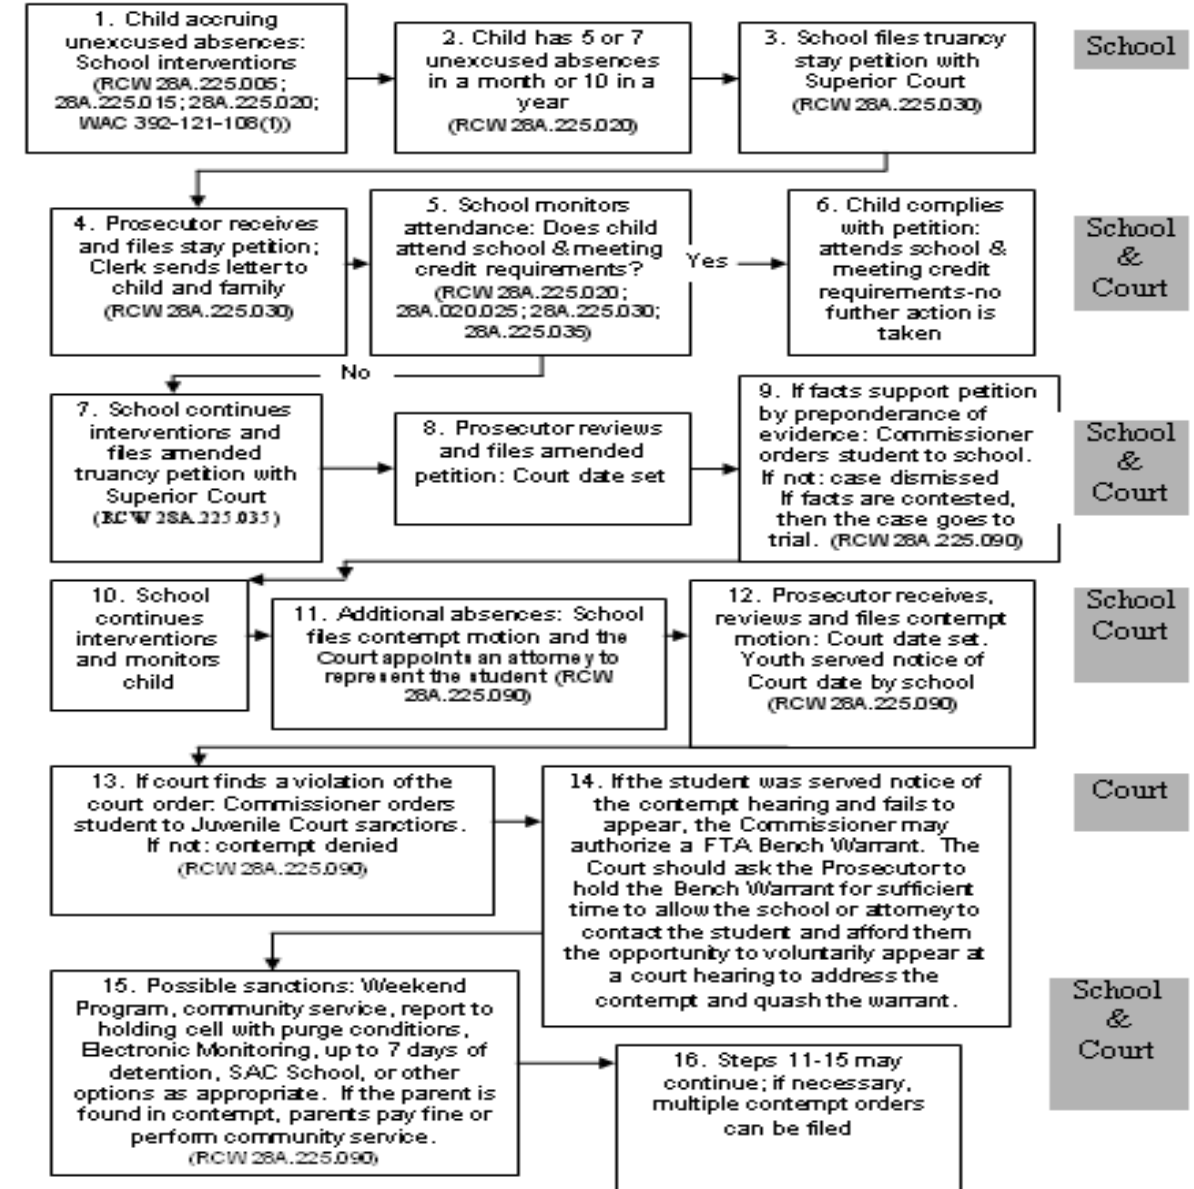 1. Child accruing
unexcused absences:
School interventions
(RCW 28A.225.005;
28A.225.015; 28A.225.020;
WAC 392-121-108(1))
2. Child has 5 or 7
unexcused absences
in a month or 10 in a
year
(RCW 28A.225.020)
3. School files truancy
stay petition with
Superior Court
(RCW 28A.225.030)
School
4. Prosecutor receives
and files stay petition;
Clerk sends letter to
child and family
(RCW 28A.225.030)
5. School monitors
attendance: Does child
attend school & meeting
credit requirements?
(RCW 28A.225.020;
28A.020.025; 28A.225.030;
28A.225.035)
Yes
6. Child complies
with petition:
attends school &
meeting credit
requirements-no
further action is
taken
School
&
Court
No
7. School continues
interventions and
files amended
truancy petition with
Superior Court
(RCW 28A.225.035)
8. Prosecutor reviews
and files amended
petition: Court date set
9. If facts support petition
by preponderance of
evidence: Commissioner
orders student to school.
If not: case dismissed
If facts are contested,
then the case goes to
trial. (RCW 28A.225.090)
School
&
Court
10. School
continues
interventions
and monitors
child
11. Additional absences: School
files contempt motion and the
Court appoints an attorney to
represent the student (RCW
28A.225.090)
12. Prosecutor receives,
reviews and files contempt
motion: Court date set.
Youth served notice of
Court date by school
(RCW 28A.225.090)
School
Court
13. If court finds a violation of the
court order: Commissioner orders
student to Juvenile Court sanctions.
If not: contempt denied
(RCW 28A.225.090)
14. If the student was served notice of
the contempt hearing and fails to
appear, the Commissioner may
authorize a FTA Bench Warrant. The
Court should ask the Prosecutor to
hold the Bench Warrant for sufficient
time to allow the school or attorney to
contact the student and afford them
the opportunity to voluntarily appear at
a court hearing to address the
contempt and quash the warrant.
Court
15. Possible sanctions: Weekend
Program, community service, report to
holding cell with purge conditions,
Electronic Monitoring, up to 7 days of
detention, SAC School, or other
options as appropriate. If the parent is
found in contempt, parents pay fine or
perform community service.
(RCW 28A.225.090)
16. Steps 11-15 may
continue; if necessary,
multiple contempt orders
can be filed
School
&
Court